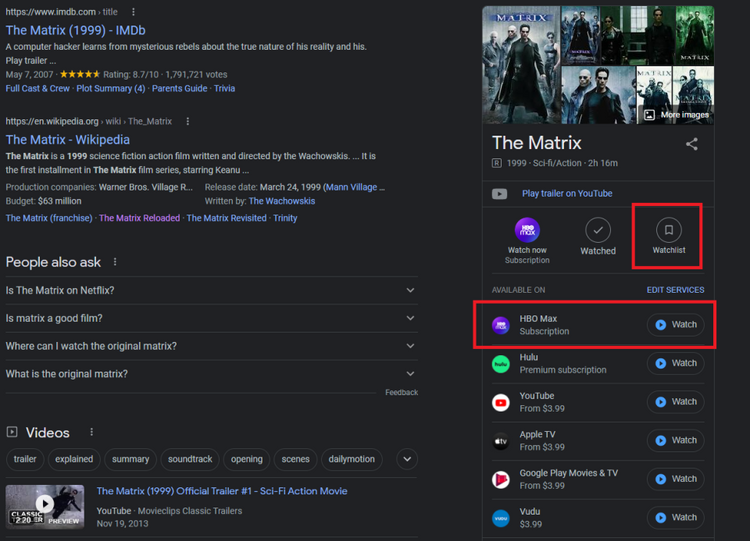 https://www.imdb.com › title
The Matrix (1999) - IMDb
A computer hacker learns from mysterious rebels about the true nature of his reality and his.
Play trailer ...
May 7, 2007 · Rating: 8.7/10 · 1,791,721 votes
Full Cast & Crew · Plot Summary (4) · Parents Guide · Trivia
https://en.wikipedia.org › wiki › The_Matrix
The Matrix - Wikipedia
The Matrix is a 1999 science fiction action film written and directed by the Wachowskis. ... It is
the first installment in The Matrix film series, starring Keanu ...
Production companies: Warner Bros. Village R...
Release date: March 24, 1999 (Mann Village ...
Budget: $63 million
Written by: The Wachowskis
The Matrix (franchise) · The Matrix Reloaded · The Matrix Revisited · Trinity
People also ask
Is The Matrix on Netflix?
Is matrix a good film?
Where can I watch the original matrix?
What is the original matrix?
Feedback
Videos
trailer
explained
summary
soundtrack
opening
scenes
dailymotion
CLASSIC
2:20
PREVIEW
The Matrix (1999) Official Trailer #1 - Sci-Fi Action Movie
YouTube · Movieclips Classic Trailers
Nov 19, 2013
MATRIX
MATRIX
MATRIX
More images
The Matrix
R 1999 · Sci-fi/Action · 2h 16m
Play trailer on YouTube
HBO max
Watch now
Subscription
Watched
Watchlist
AVAILABLE ON
EDIT SERVICES
HBO Max
Subscription
Watch
hulu
Hulu
Premium subscription
Watch
YouTube
From $3.99
Watch
tv
Apple TV
From $3.99
Watch
Google Play Movies & TV
From $3.99
Watch
VUDU
Vudu
$3.99
Watch